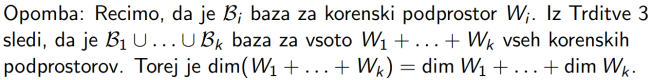 Opomba: Recimo, da je ℬᵢ baza za korenski podprostor Wᵢ. Iz Trditve 3
sledi, da je ℬ₁ ∪ … ∪ ℬₖ baza za vsoto W₁ + … + Wₖ vseh korenskih
podprostorov. Torej je dim(W₁ + … + Wₖ) = dim W₁ + … + dim Wₖ.